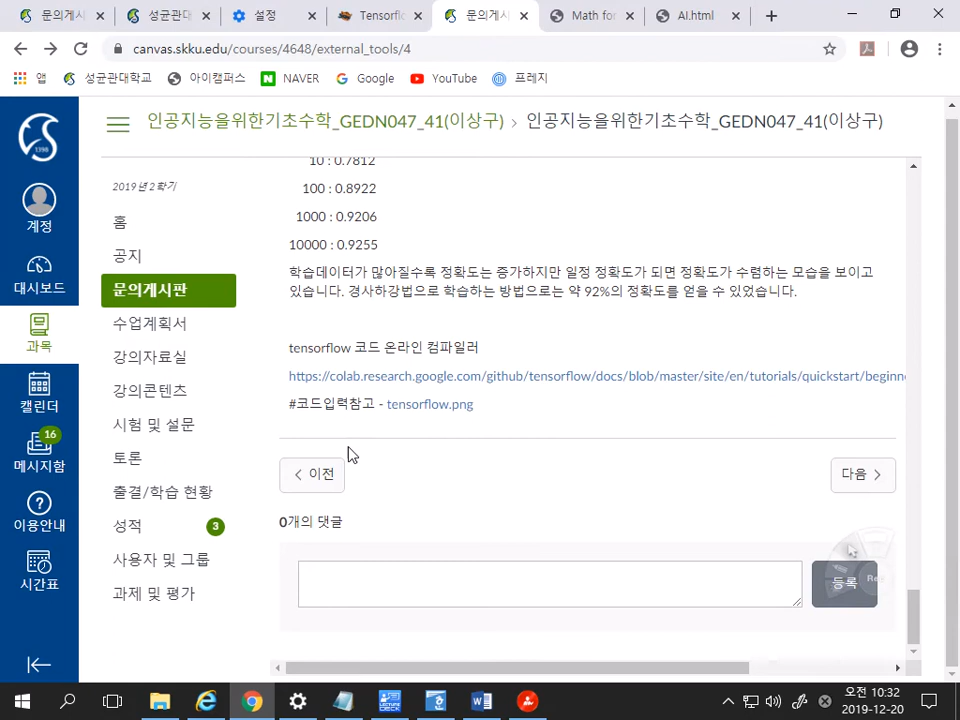 문의게시판
성균관대
설정
Tensorfl
문의게시
Math for
AI.html
canvas.skku.edu/courses/4648/external_tools/4
앱
성균관대학교
아이캠퍼스
NAVER
Google
YouTube
프레지
인공지능을위한기초수학_GEDN047_41(이상구) › 인공지능을위한기초수학_GEDN047_41(이상구)
계정
대시보드
과목
캘린더
16
메시지함
이용안내
시간표
2019년 2학기
홈
공지
문의게시판
수업계획서
강의자료실
강의콘텐츠
시험 및 설문
토론
출결/학습 현황
성적 3
사용자 및 그룹
과제 및 평가
10 : 0.7812
100 : 0.8922
1000 : 0.9206
10000 : 0.9255
학습데이터가 많아질수록 정확도는 증가하지만 일정 정확도가 되면 정확도가 수렴하는 모습을 보이고
있습니다. 경사하강법으로 학습하는 방법으로는 약 92%의 정확도를 얻을 수 있었습니다.
tensorflow 코드 온라인 컴파일러
https://colab.research.google.com/github/tensorflow/docs/blob/master/site/en/tutorials/quickstart/beginn
#코드입력참고 - tensorflow.png
이전
다음
0개의 댓글
등록
오전 10:32
2019-12-20